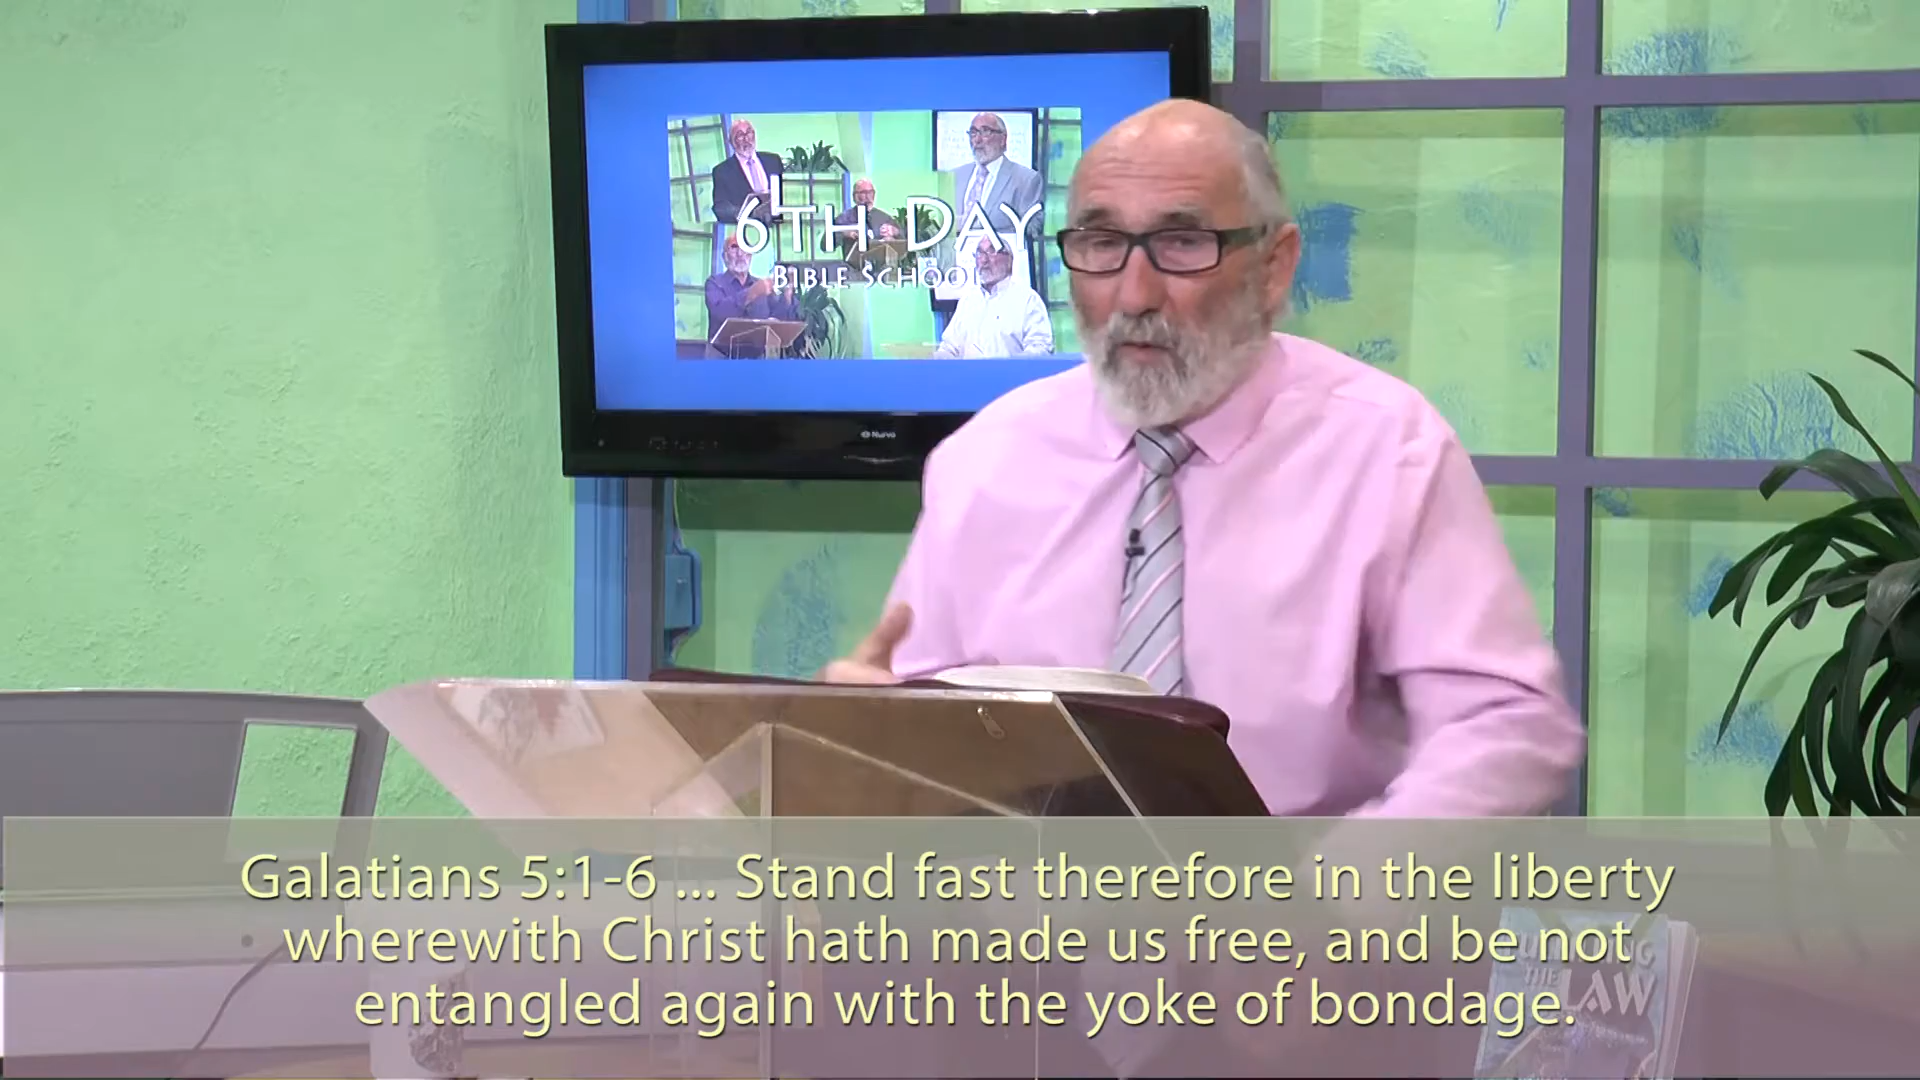 6TH DAY
BIBLE SCHOOL
Nuvo
Galatians 5:1-6 ... Stand fast therefore in the liberty
wherewith Christ hath made us free, and be not
entangled again with the yoke of bondage.
THE
LAW